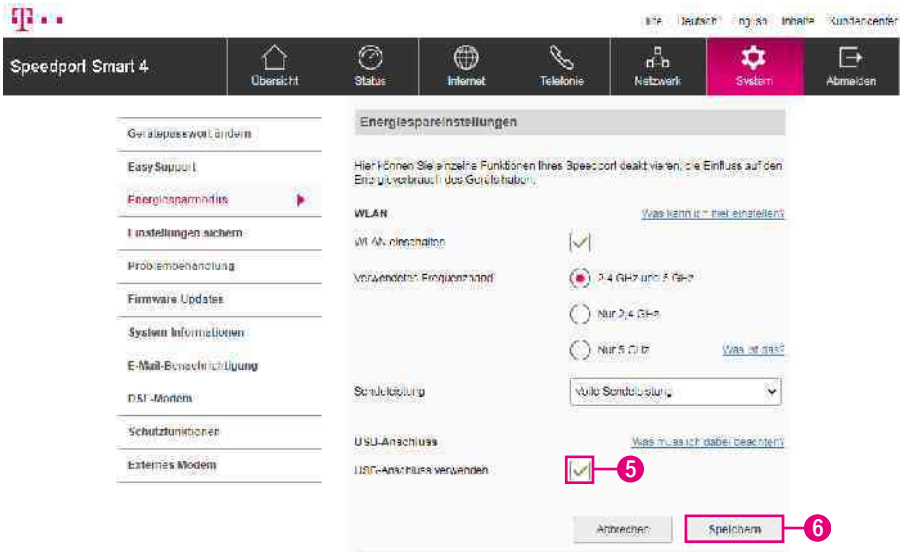 Deutsch English Inhalte Kundencenter
Speedport Smart 4
Übersicht Status Internet Telefonie Netzwerk System Abmelden
Gerätepasswort ändern
EasySupport
Energiesparmodus
Einstellungen sichern
Problembehandlung
Firmware Updates
System Informationen
E-Mail-Benachrichtigung
DSL-Modem
Schutzfunktionen
Externes Modem
Energiespareinstellungen
Hier können Sie einzelne Funktionen Ihres Speedport deaktivieren, die Einfluss auf den
Energieverbrauch des Geräts haben.
WLAN Was kann ich hier einstellen?
WLAN einschalten
Verwendetes Frequenzband 2,4 GHz und 5 GHz
Nur 2,4 GHz
Nur 5 GHz Was ist das?
Sendeleistung Volle Sendeleistung
USB-Anschluss Was muss ich dabei beachten?
USB-Anschluss verwenden 5
Abbrechen Speichern 6